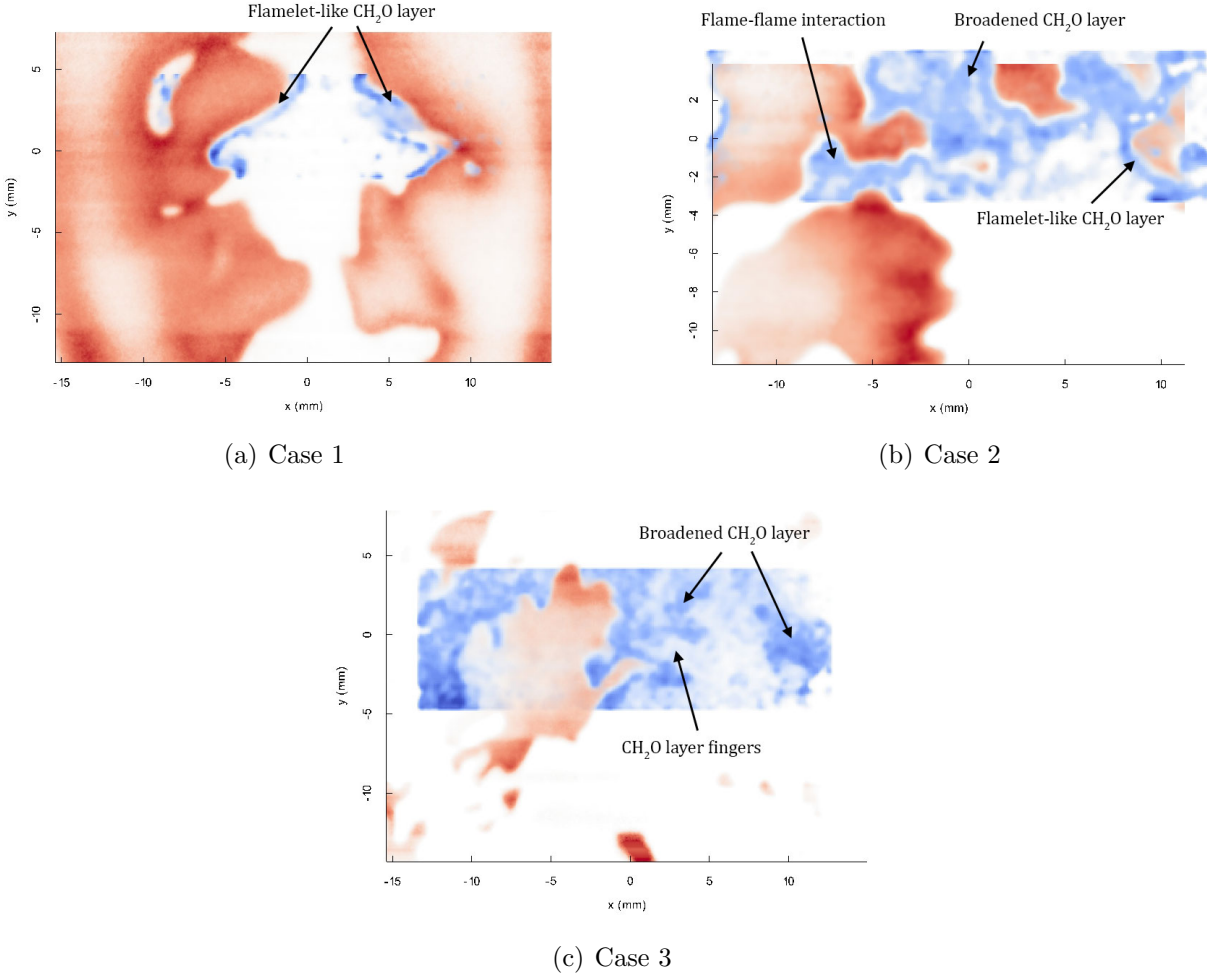 Flamelet-like CH₂O layer
5
0
-5
-10
y (mm)
-15
-10
-5
0
5
10
x (mm)
(a) Case 1
Flame-flame interaction
Broadened CH₂O layer
Flamelet-like CH₂O layer
2
0
-2
-4
-6
-8
-10
y (mm)
-10
-5
0
5
10
x (mm)
(b) Case 2
Broadened CH₂O layer
CH₂O layer fingers
5
0
-5
-10
y (mm)
-15
-10
-5
0
5
10
x (mm)
(c) Case 3